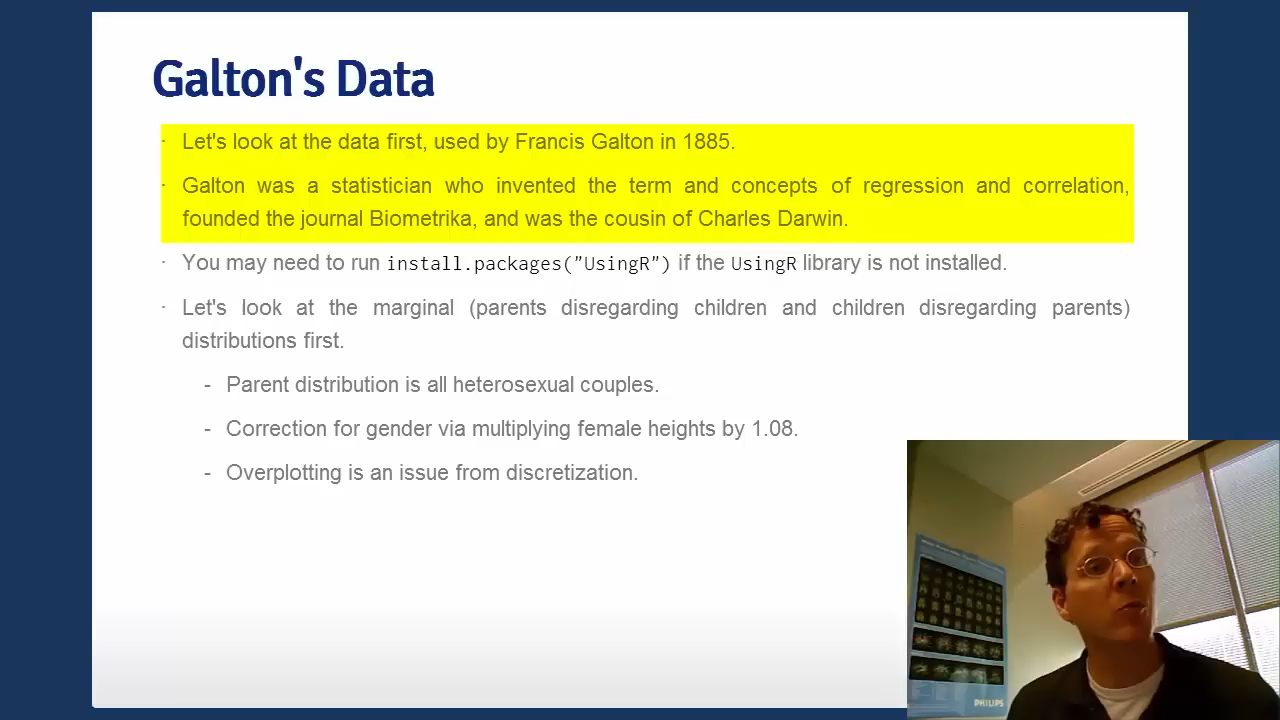 Galton's Data
· Let's look at the data first, used by Francis Galton in 1885.
· Galton was a statistician who invented the term and concepts of regression and correlation,
founded the journal Biometrika, and was the cousin of Charles Darwin.
· You may need to run install.packages("UsingR") if the UsingR library is not installed.
· Let's look at the marginal (parents disregarding children and children disregarding parents)
distributions first.
- Parent distribution is all heterosexual couples.
- Correction for gender via multiplying female heights by 1.08.
- Overplotting is an issue from discretization.
PHILIPS